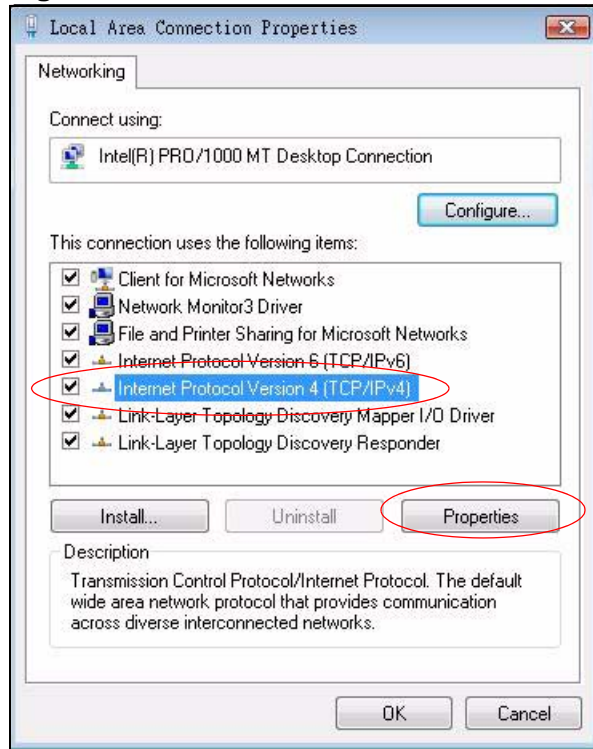 Local Area Connection Properties
Networking
Connect using:
Intel(R) PRO/1000 MT Desktop Connection
Configure...
This connection uses the following items:
Client for Microsoft Networks
Network Monitor3 Driver
File and Printer Sharing for Microsoft Networks
Internet Protocol Version 6 (TCP/IPv6)
Internet Protocol Version 4 (TCP/IPv4)
Link-Layer Topology Discovery Mapper I/O Driver
Link-Layer Topology Discovery Responder
Install... Uninstall Properties
Description
Transmission Control Protocol/Internet Protocol. The default
wide area network protocol that provides communication
across diverse interconnected networks.
OK Cancel